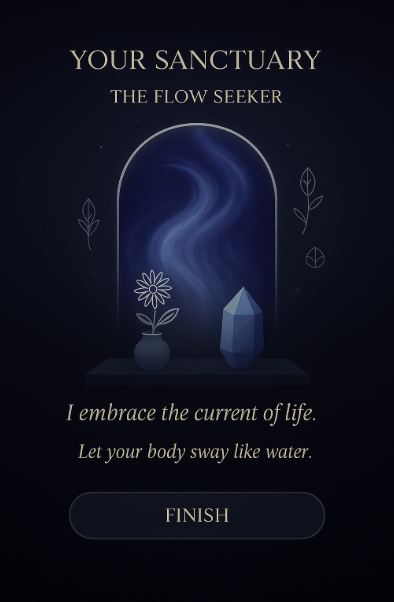 YOUR SANCTUARY
THE FLOW SEEKER
I embrace the current of life.
Let your body sway like water.
FINISH